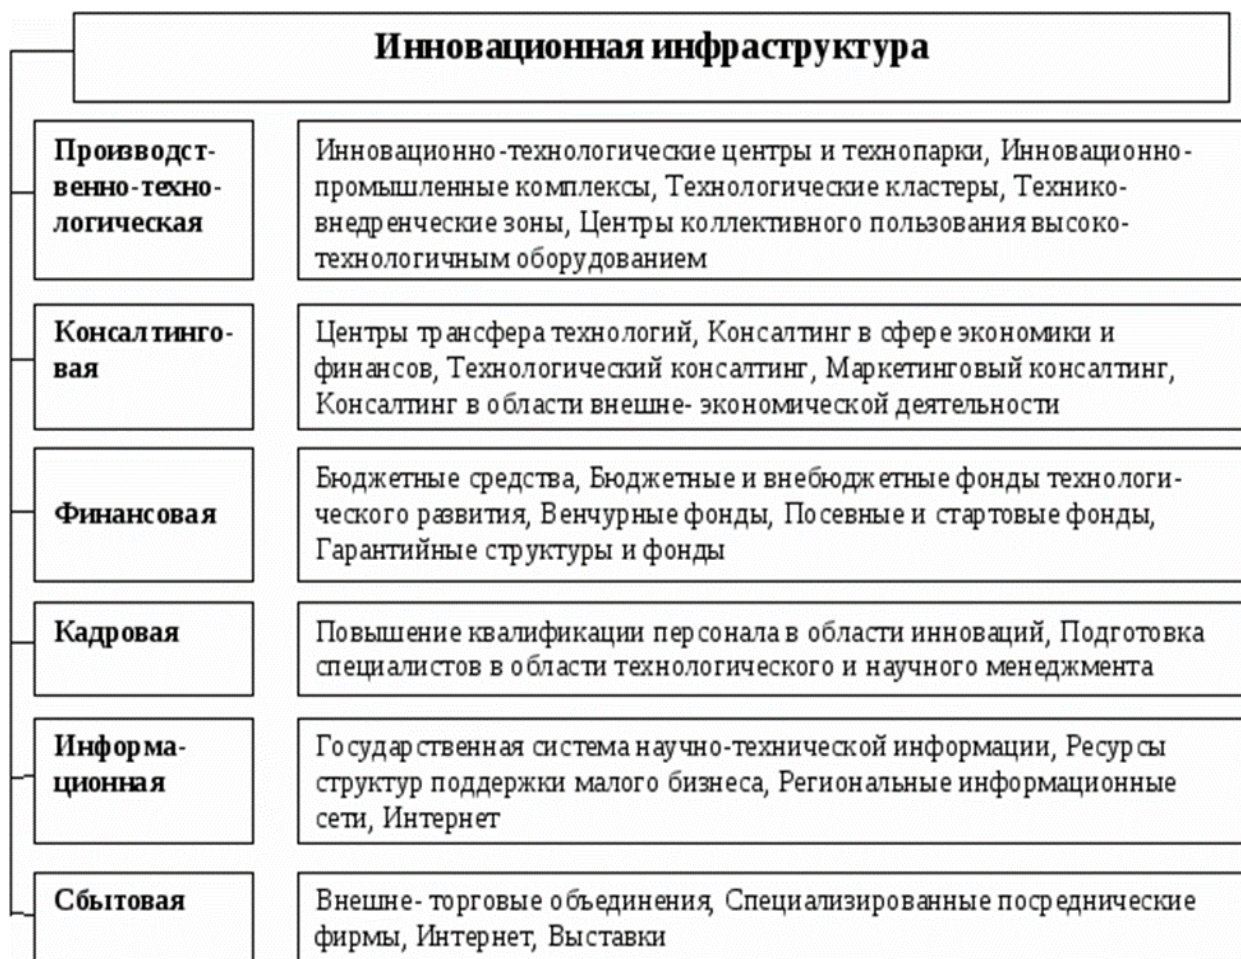 Инновационная инфраструктура
Производст-
венно-техно-
логическая
Инновационно-технологические центры и технопарки, Инновационно-
промышленные комплексы, Технологические кластеры, Технико-
внедренческие зоны, Центры коллективного пользования высоко-
технологичным оборудованием
Консалтинго-
вая
Центры трансфера технологий, Консалтинг в сфере экономики и
финансов, Технологический консалтинг, Маркетинговый консалтинг,
Консалтинг в области внешне- экономической деятельности
Финансовая
Бюджетные средства, Бюджетные и внебюджетные фонды технологи-
ческого развития, Венчурные фонды, Посевные и стартовые фонды,
Гарантийные структуры и фонды
Кадровая
Повышение квалификации персонала в области инноваций, Подготовка
специалистов в области технологического и научного менеджмента
Информа-
ционная
Государственная система научно-технической информации, Ресурсы
структур поддержки малого бизнеса, Региональные информационные
сети, Интернет
Сбытовая
Внешне- торговые объединения, Специализированные посреднические
фирмы, Интернет, Выставки